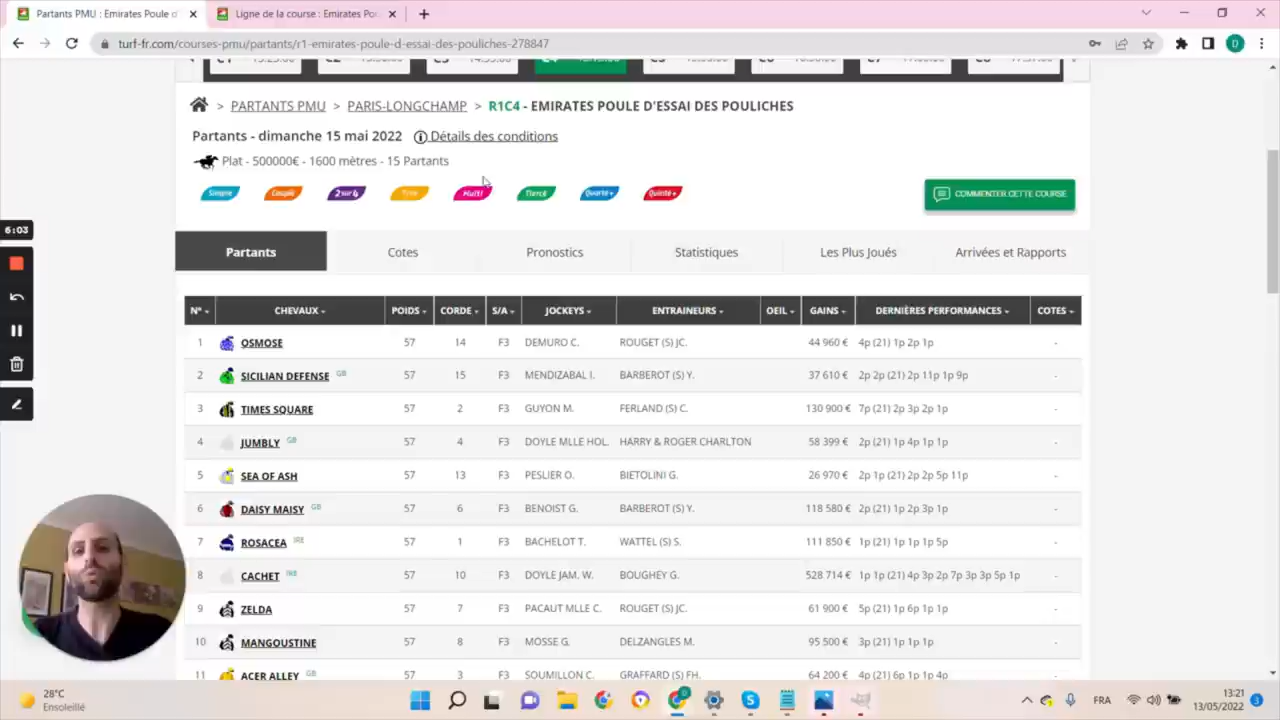 Partants PMU : Emirates Poule d'
Ligne de la course : Emirates Pou
turf-fr.com/courses-pmu/partants/r1-emirates-poule-d-essai-des-pouliches-278847
> PARTANTS PMU > PARIS-LONGCHAMP > R1C4 - EMIRATES POULE D'ESSAI DES POULICHES
Partants - dimanche 15 mai 2022 Détails des conditions
Plat - 500000€ - 1600 mètres - 15 Partants
Simple Couplé 2sur4 Trio Multi Tiercé Quarté+ Quinté+
COMMENTER CETTE COURSE
6:03
Partants Cotes Pronostics Statistiques Les Plus Joués Arrivées et Rapports
N° CHEVAUX POIDS CORDE S/A JOCKEYS ENTRAINEURS OEIL GAINS DERNIÈRES PERFORMANCES COTES
1 OSMOSE 57 14 F3 DEMURO C. ROUGET (S) JC. 44 960 € 4p (21) 1p 2p 1p -
2 SICILIAN DEFENSE GB 57 15 F3 MENDIZABAL I. BARBEROT (S) Y. 37 610 € 2p 2p (21) 2p 11p 1p 9p -
3 TIMES SQUARE 57 2 F3 GUYON M. FERLAND (S) C. 130 900 € 7p (21) 2p 3p 2p 1p -
4 JUMBLY GB 57 4 F3 DOYLE MLLE HOL. HARRY & ROGER CHARLTON 58 399 € 2p (21) 1p 4p 1p 1p -
5 SEA OF ASH 57 13 F3 PESLIER O. BIETOLINI G. 26 970 € 2p 1p (21) 2p 2p 5p 11p -
6 DAISY MAISY GB 57 6 F3 BENOIST G. BARBEROT (S) Y. 118 580 € 2p (21) 1p 2p 3p 1p -
7 ROSACEA IRE 57 1 F3 BACHELOT T. WATTEL (S) S. 111 850 € 1p (21) 1p 1p 1p 5p -
8 CACHET IRE 57 10 F3 DOYLE JAM. W. BOUGHEY G. 528 714 € 1p 1p (21) 4p 3p 2p 7p 3p 3p 5p 1p -
9 ZELDA 57 7 F3 PACAUT MLLE C. ROUGET (S) JC. 61 900 € 5p (21) 1p 6p 1p 1p -
10 MANGOUSTINE 57 8 F3 MOSSE G. DELZANGLES M. 95 500 € 3p (21) 1p 1p 1p -
11 ACER ALLEY GB 57 3 F3 SOUMILLON C. GRAFFARD (S) FH. 64 200 € 4p (21) 6p 1p 1p 4p -
28°C
Ensoleillé
FRA
13:21
13/05/2022
3